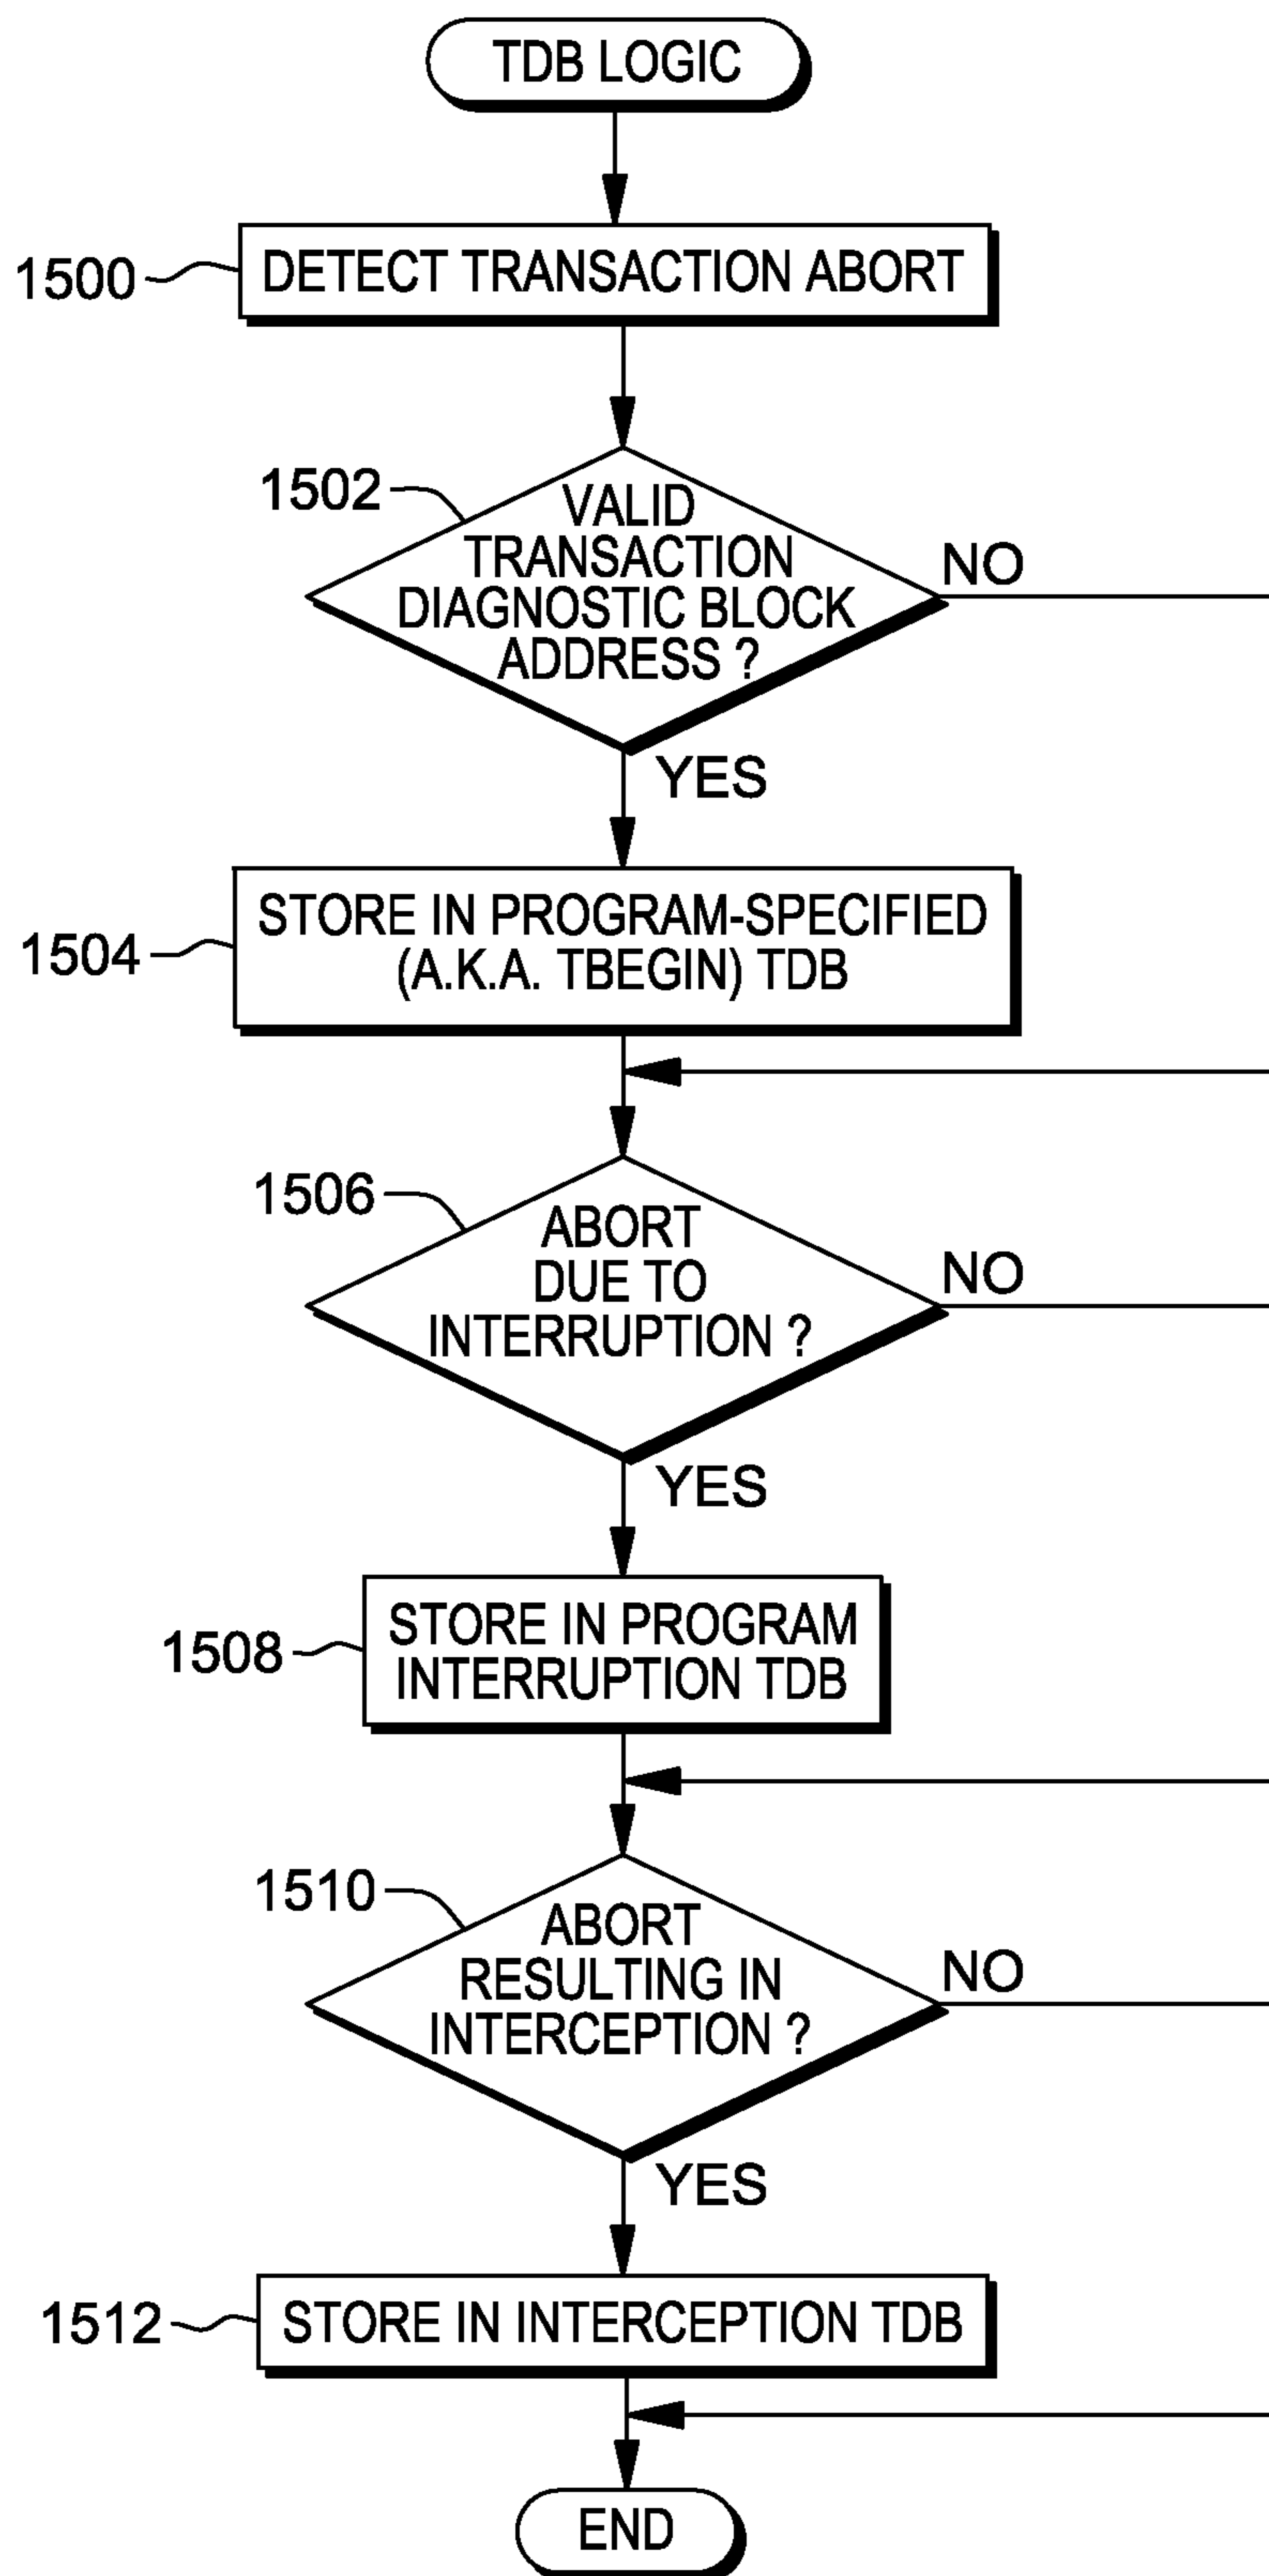 TDB LOGIC
1500
DETECT TRANSACTION ABORT
1502
VALID
TRANSACTION
DIAGNOSTIC BLOCK
ADDRESS ?
NO
YES
1504
STORE IN PROGRAM-SPECIFIED
(A.K.A. TBEGIN) TDB
1506
ABORT
DUE TO
INTERRUPTION ?
NO
YES
1508
STORE IN PROGRAM
INTERRUPTION TDB
1510
ABORT
RESULTING IN
INTERCEPTION ?
NO
YES
1512
STORE IN INTERCEPTION TDB
END